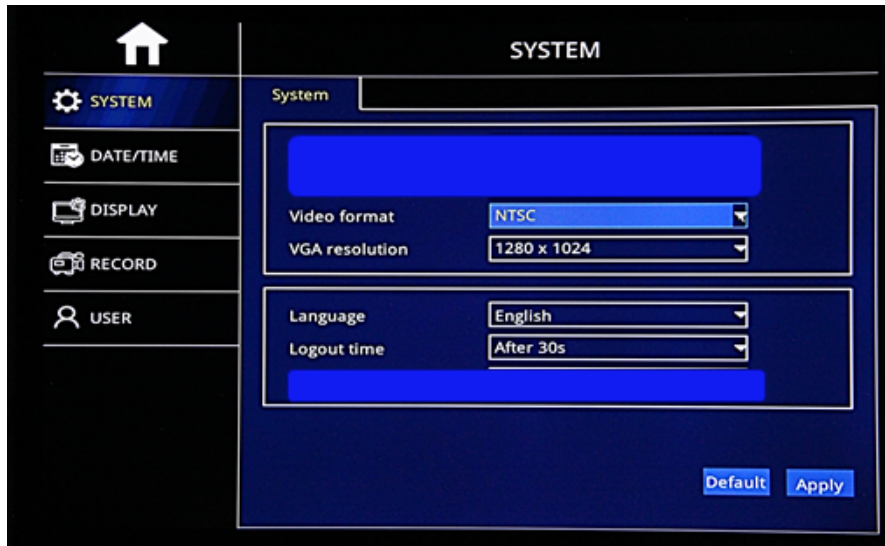 SYSTEM
SYSTEM
DATE/TIME
DISPLAY
RECORD
USER
System
Video format NTSC
VGA resolution 1280 x 1024
Language English
Logout time After 30s
Default Apply